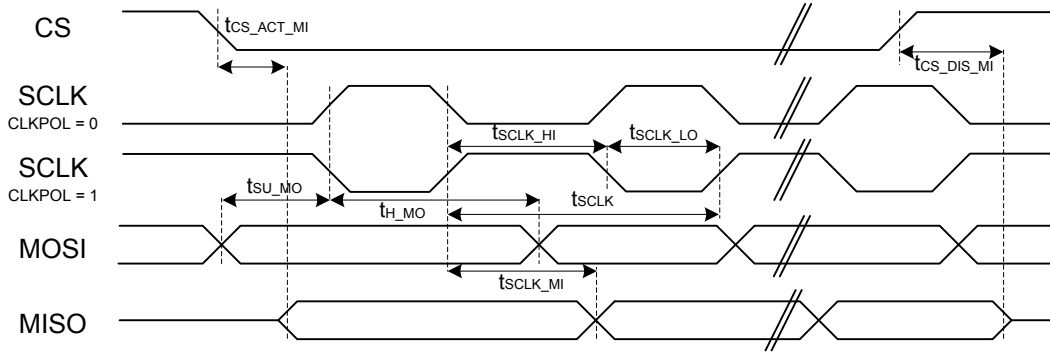 CS
tCS_ACT_MI
tCS_DIS_MI
SCLK
CLKPOL = 0
tSCLK_HI
tSCLK_LO
SCLK
CLKPOL = 1
tSU_MO
tH_MO
tSCLK
MOSI
tSCLK_MI
MISO